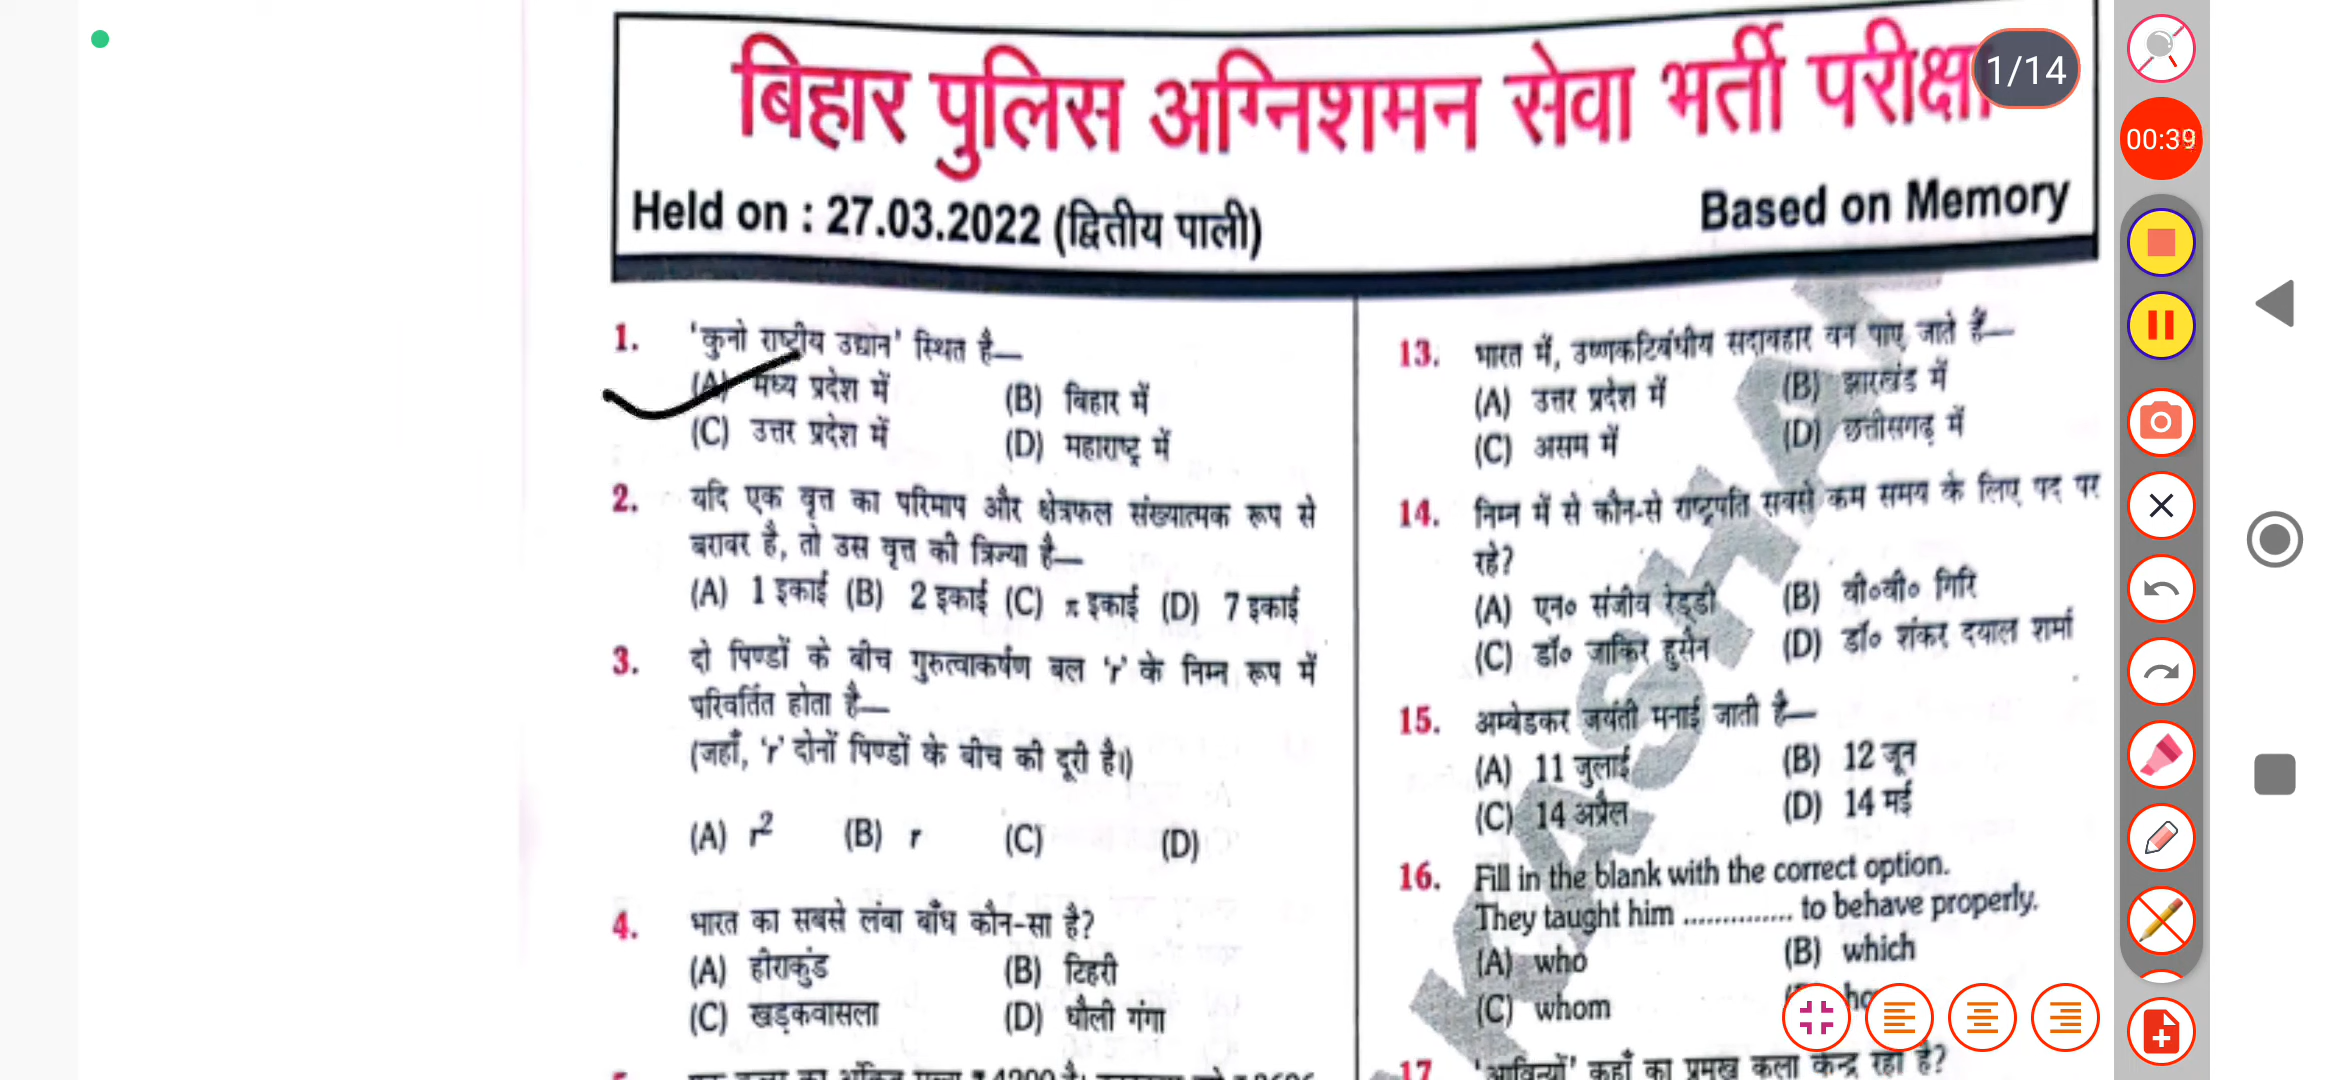 बिहार पुलिस अग्निशमन सेवा भर्ती परीक्षा
1/14
00:39
Held on : 27.03.2022 (द्वितीय पाली)
Based on Memory
1. 'कुनो राष्ट्रीय उद्यान' स्थित है—
(A) मध्य प्रदेश में (B) बिहार में
(C) उत्तर प्रदेश में (D) महाराष्ट्र में
2. यदि एक वृत्त का परिमाप और क्षेत्रफल संख्यात्मक रूप से
बराबर है, तो उस वृत्त की त्रिज्या है—
(A) 1 इकाई (B) 2 इकाई (C) π इकाई (D) 7 इकाई
3. दो पिण्डों के बीच गुरुत्वाकर्षण बल 'r' के निम्न रूप में
परिवर्तित होता है—
(जहाँ, 'r' दोनों पिण्डों के बीच की दूरी है।)
(A) r² (B) r (C) (D)
4. भारत का सबसे लंबा बाँध कौन-सा है?
(A) हीराकुंड (B) टिहरी
(C) खड़कवासला (D) धौली गंगा
13. भारत में, उष्णकटिबंधीय सदाबहार वन पाए जाते हैं—
(A) उत्तर प्रदेश में (B) झारखंड में
(C) असम में (D) छत्तीसगढ़ में
14. निम्न में से कौन-से राष्ट्रपति सबसे कम समय के लिए पद पर
रहे?
(A) एन० संजीव रेड्डी (B) वी०वी० गिरि
(C) डॉ० जाकिर हुसैन (D) डॉ० शंकर दयाल शर्मा
15. अम्बेडकर जयंती मनाई जाती है—
(A) 11 जुलाई (B) 12 जून
(C) 14 अप्रैल (D) 14 मई
16. Fill in the blank with the correct option.
They taught him .............. to behave properly.
(A) who (B) which
(C) whom
17 कहाँ का प्रमुख कला केन्द्र रहा है?